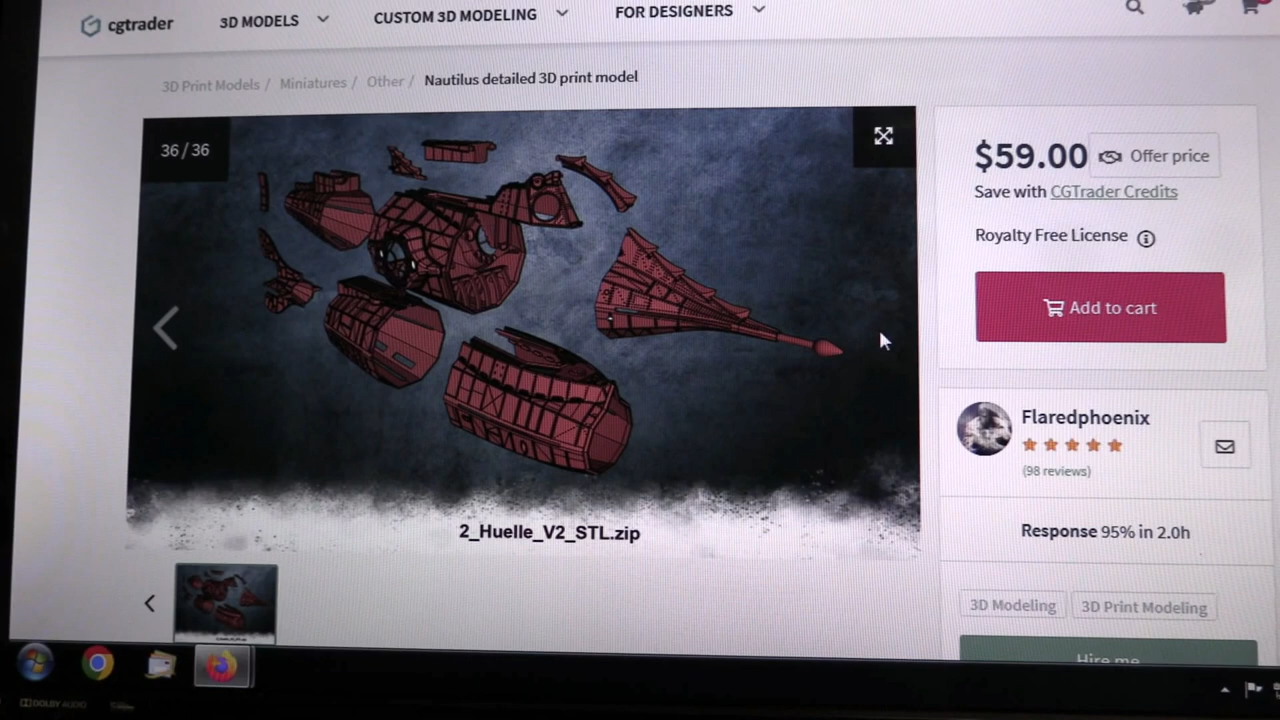 cgtrader
3D MODELS
CUSTOM 3D MODELING
FOR DESIGNERS
3D Print Models / Miniatures / Other / Nautilus detailed 3D print model
36 / 36
$59.00
Offer price
Save with CGTrader Credits
Royalty Free License
Add to cart
Flaredphoenix
(98 reviews)
Response 95% in 2.0h
2_Huelle_V2_STL.zip
3D Modeling
3D Print Modeling
Hire me
DOLBY AUDIO